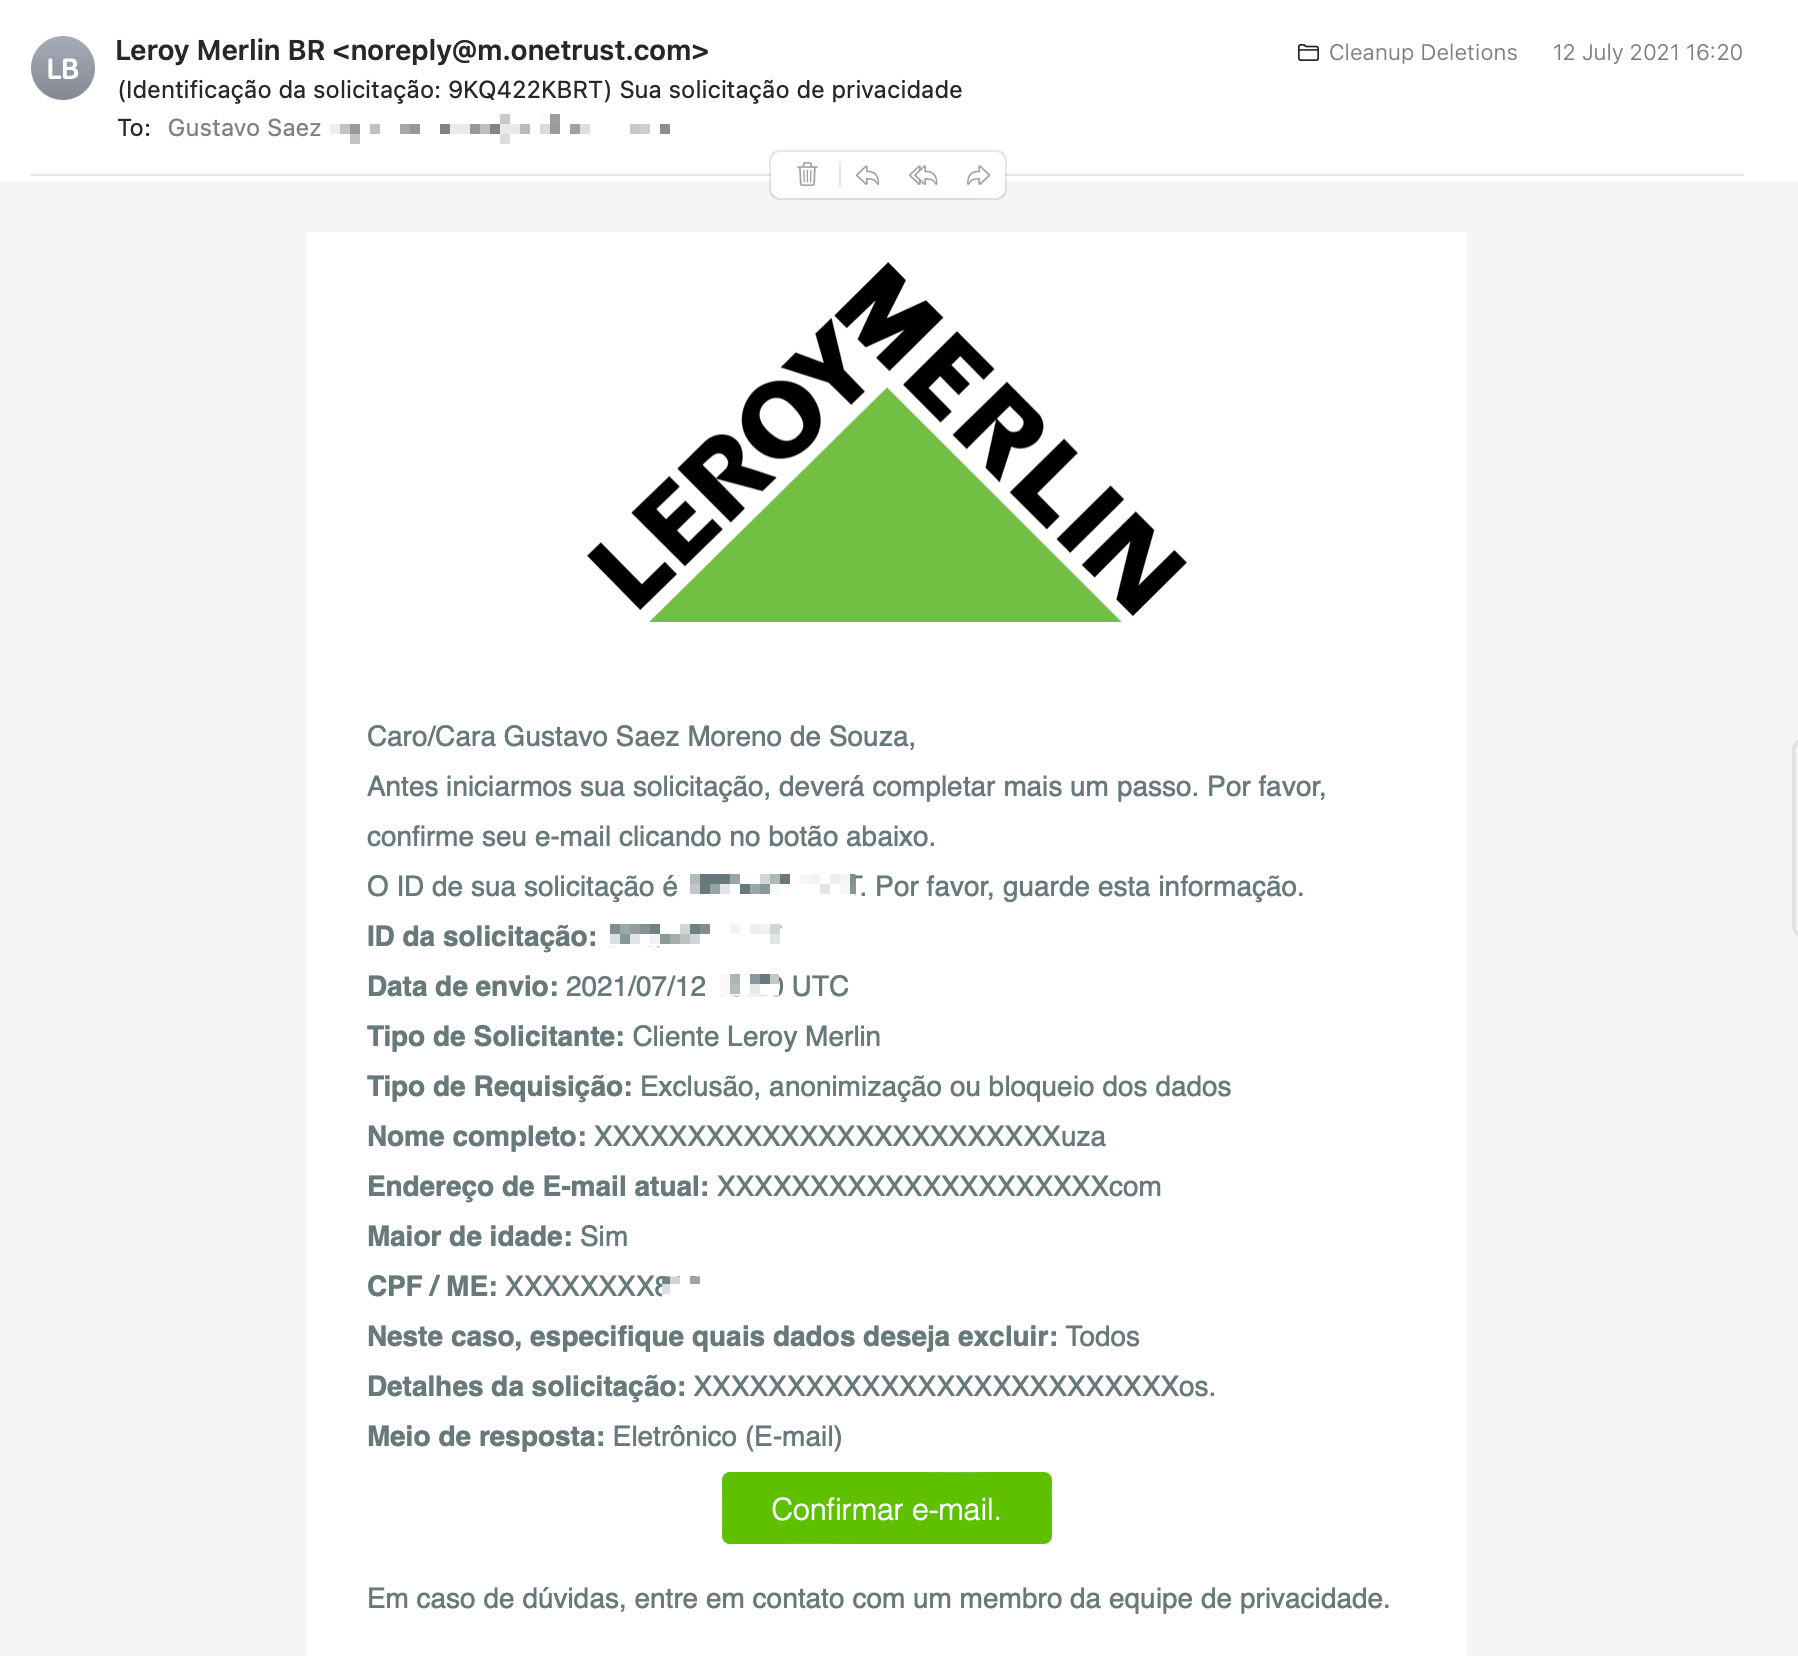 LB
Leroy Merlin BR <noreply@m.onetrust.com>
Cleanup Deletions
12 July 2021 16:20
(Identificação da solicitação: 9KQ422KBRT) Sua solicitação de privacidade
To: Gustavo Saez
LEROY MERLIN
Caro/Cara Gustavo Saez Moreno de Souza,
Antes iniciarmos sua solicitação, deverá completar mais um passo. Por favor,
confirme seu e-mail clicando no botão abaixo.
O ID de sua solicitação é . Por favor, guarde esta informação.
ID da solicitação:
Data de envio: 2021/07/12 UTC
Tipo de Solicitante: Cliente Leroy Merlin
Tipo de Requisição: Exclusão, anonimização ou bloqueio dos dados
Nome completo: XXXXXXXXXXXXXXXXXXXXXXXXXuza
Endereço de E-mail atual: XXXXXXXXXXXXXXXXXXXXXcom
Maior de idade: Sim
CPF / ME: XXXXXXXX
Neste caso, especifique quais dados deseja excluir: Todos
Detalhes da solicitação: XXXXXXXXXXXXXXXXXXXXXXXXXXos.
Meio de resposta: Eletrônico (E-mail)
Confirmar e-mail.
Em caso de dúvidas, entre em contato com um membro da equipe de privacidade.